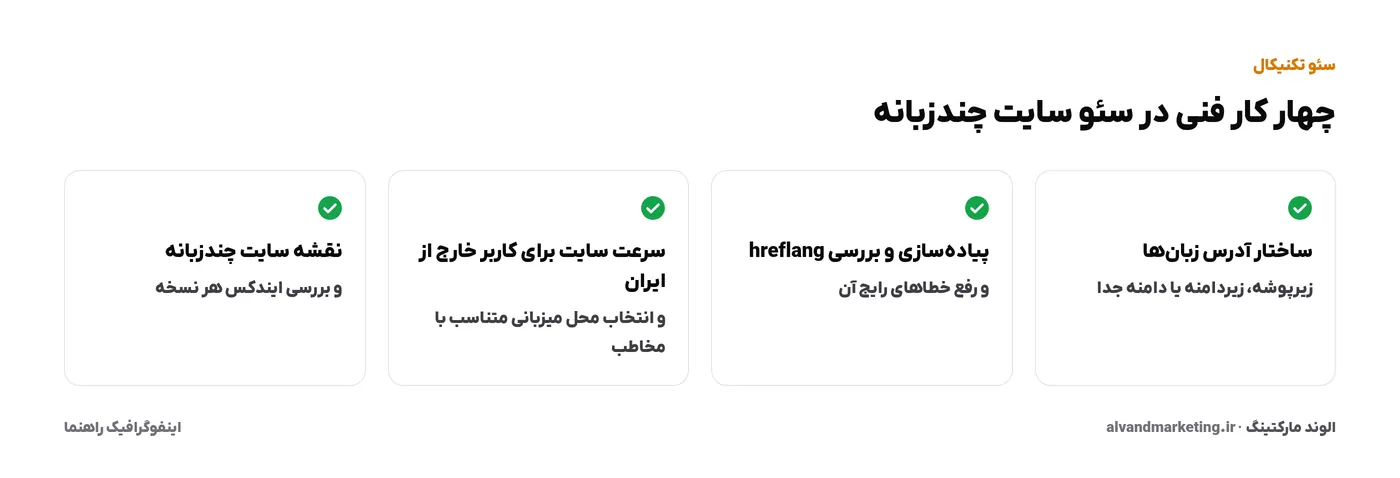 سئو تکنیکال
چهار کار فنی در سئو سایت چندزبانه
ساختار آدرس زبان‌ها
زیرپوشه، زیردامنه یا دامنه جدا
پیاده‌سازی و بررسی hreflang
و رفع خطاهای رایج آن
سرعت سایت برای کاربر خارج از
ایران
و انتخاب محل میزبانی متناسب با
مخاطب
نقشه سایت چندزبانه
و بررسی ایندکس هر نسخه
الوند مارکتینگ · alvandmarketing.ir
اینفوگرافیک راهنما